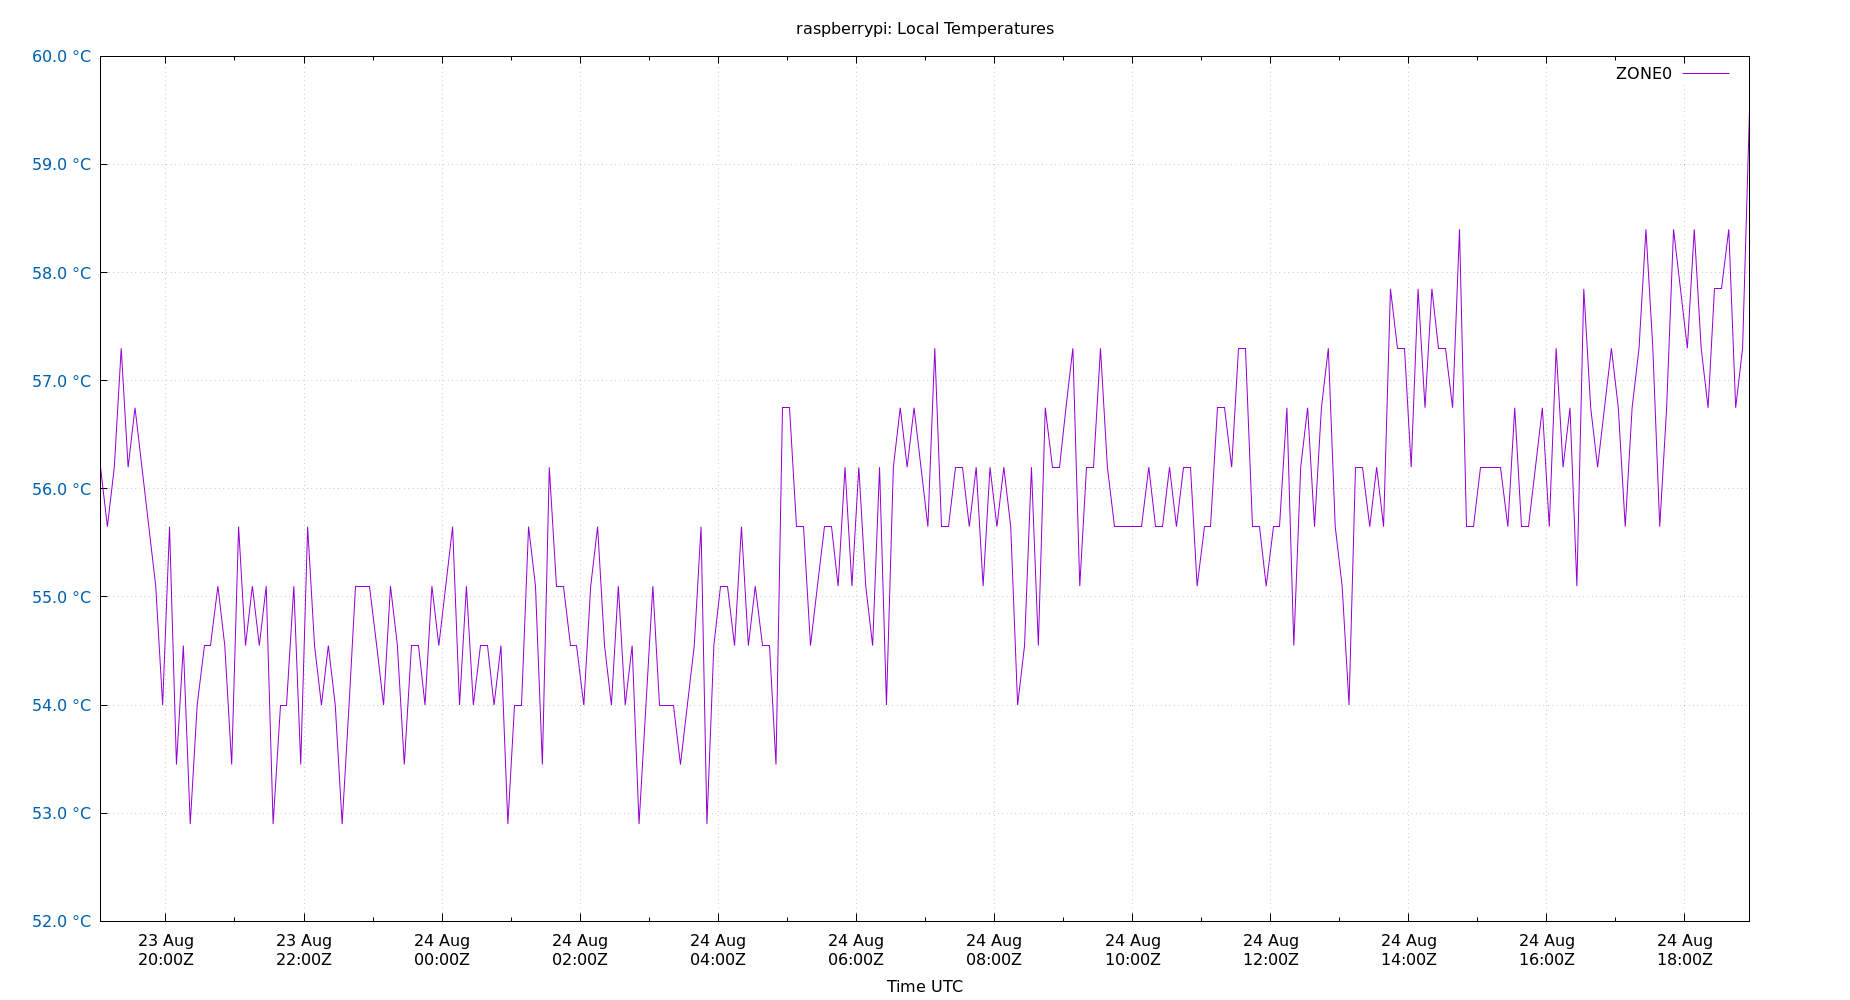 raspberrypi: Local Temperatures
60.0 °C
ZONE0
59.0 °C
58.0 °C
57.0 °C
56.0 °C
55.0 °C
54.0 °C
53.0 °C
52.0 °C
23 Aug 23 Aug 24 Aug 24 Aug 24 Aug 24 Aug 24 Aug 24 Aug 24 Aug 24 Aug 24 Aug 24 Aug
20:00Z 22:00Z 00:00Z 02:00Z 04:00Z 06:00Z 08:00Z 10:00Z 12:00Z 14:00Z 16:00Z 18:00Z
Time UTC